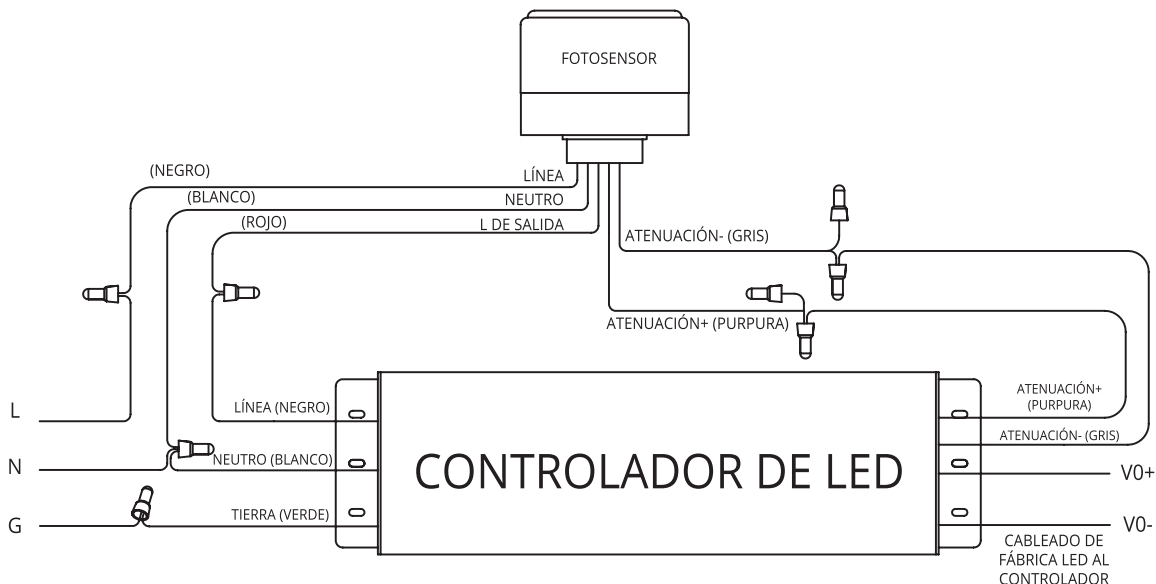 FOTOSENSOR
(NEGRO)
LÍNEA
(BLANCO)
NEUTRO
(ROJO)
L DE SALIDA
ATENUACIÓN- (GRIS)
ATENUACIÓN+ (PURPURA)
L
LÍNEA (NEGRO)
N
NEUTRO (BLANCO)
G
TIERRA (VERDE)
CONTROLADOR DE LED
ATENUACIÓN+
(PURPURA)
ATENUACIÓN- (GRIS)
V0+
V0-
CABLEADO DE
FÁBRICA LED AL
CONTROLADOR